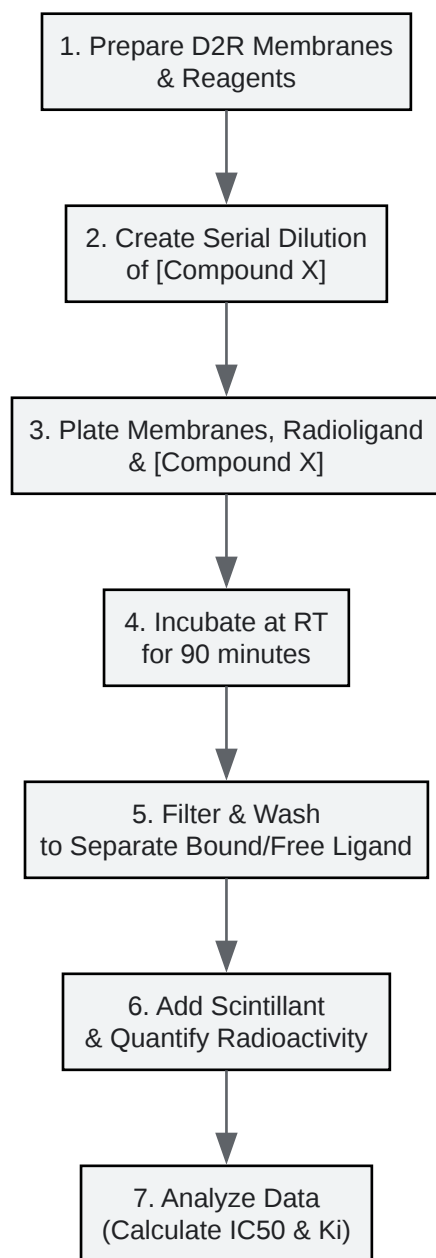 1. Prepare D2R Membranes
& Reagents
2. Create Serial Dilution
of [Compound X]
3. Plate Membranes, Radioligand
& [Compound X]
4. Incubate at RT
for 90 minutes
5. Filter & Wash
to Separate Bound/Free Ligand
6. Add Scintillant
& Quantify Radioactivity
7. Analyze Data
(Calculate IC50 & Ki)